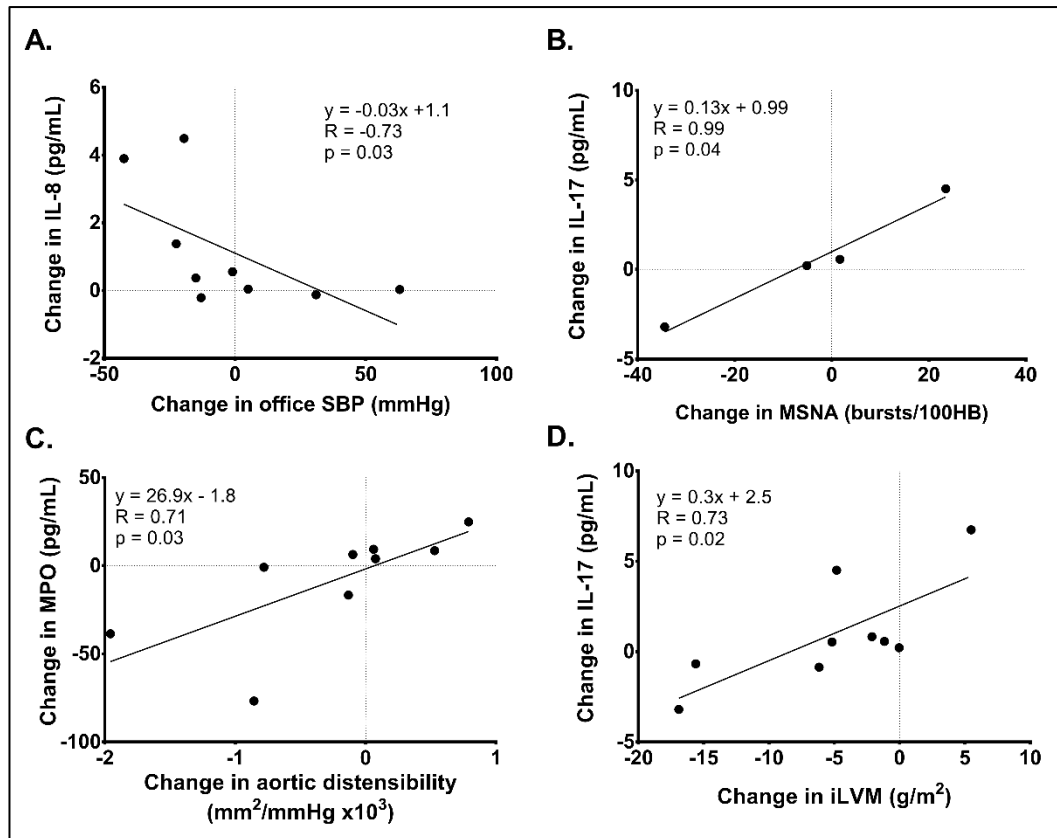 A.
Change in IL-8 (pg/mL)
6
4
2
0
-2
y = -0.03x +1.1
R = -0.73
p = 0.03
-50
0
50
100
Change in office SBP (mmHg)
B.
Change in IL-17 (pg/mL)
10
5
0
-5
y = 0.13x + 0.99
R = 0.99
p = 0.04
-40
-20
0
20
40
Change in MSNA (bursts/100HB)
C.
Change in MPO (pg/mL)
50
0
-50
-100
y = 26.9x - 1.8
R = 0.71
p = 0.03
-2
-1
0
1
Change in aortic distensibility
(mm²/mmHg x10³)
D.
Change in IL-17 (pg/mL)
10
5
0
-5
y = 0.3x + 2.5
R = 0.73
p = 0.02
-20
-15
-10
-5
0
5
10
Change in iLVM (g/m²)